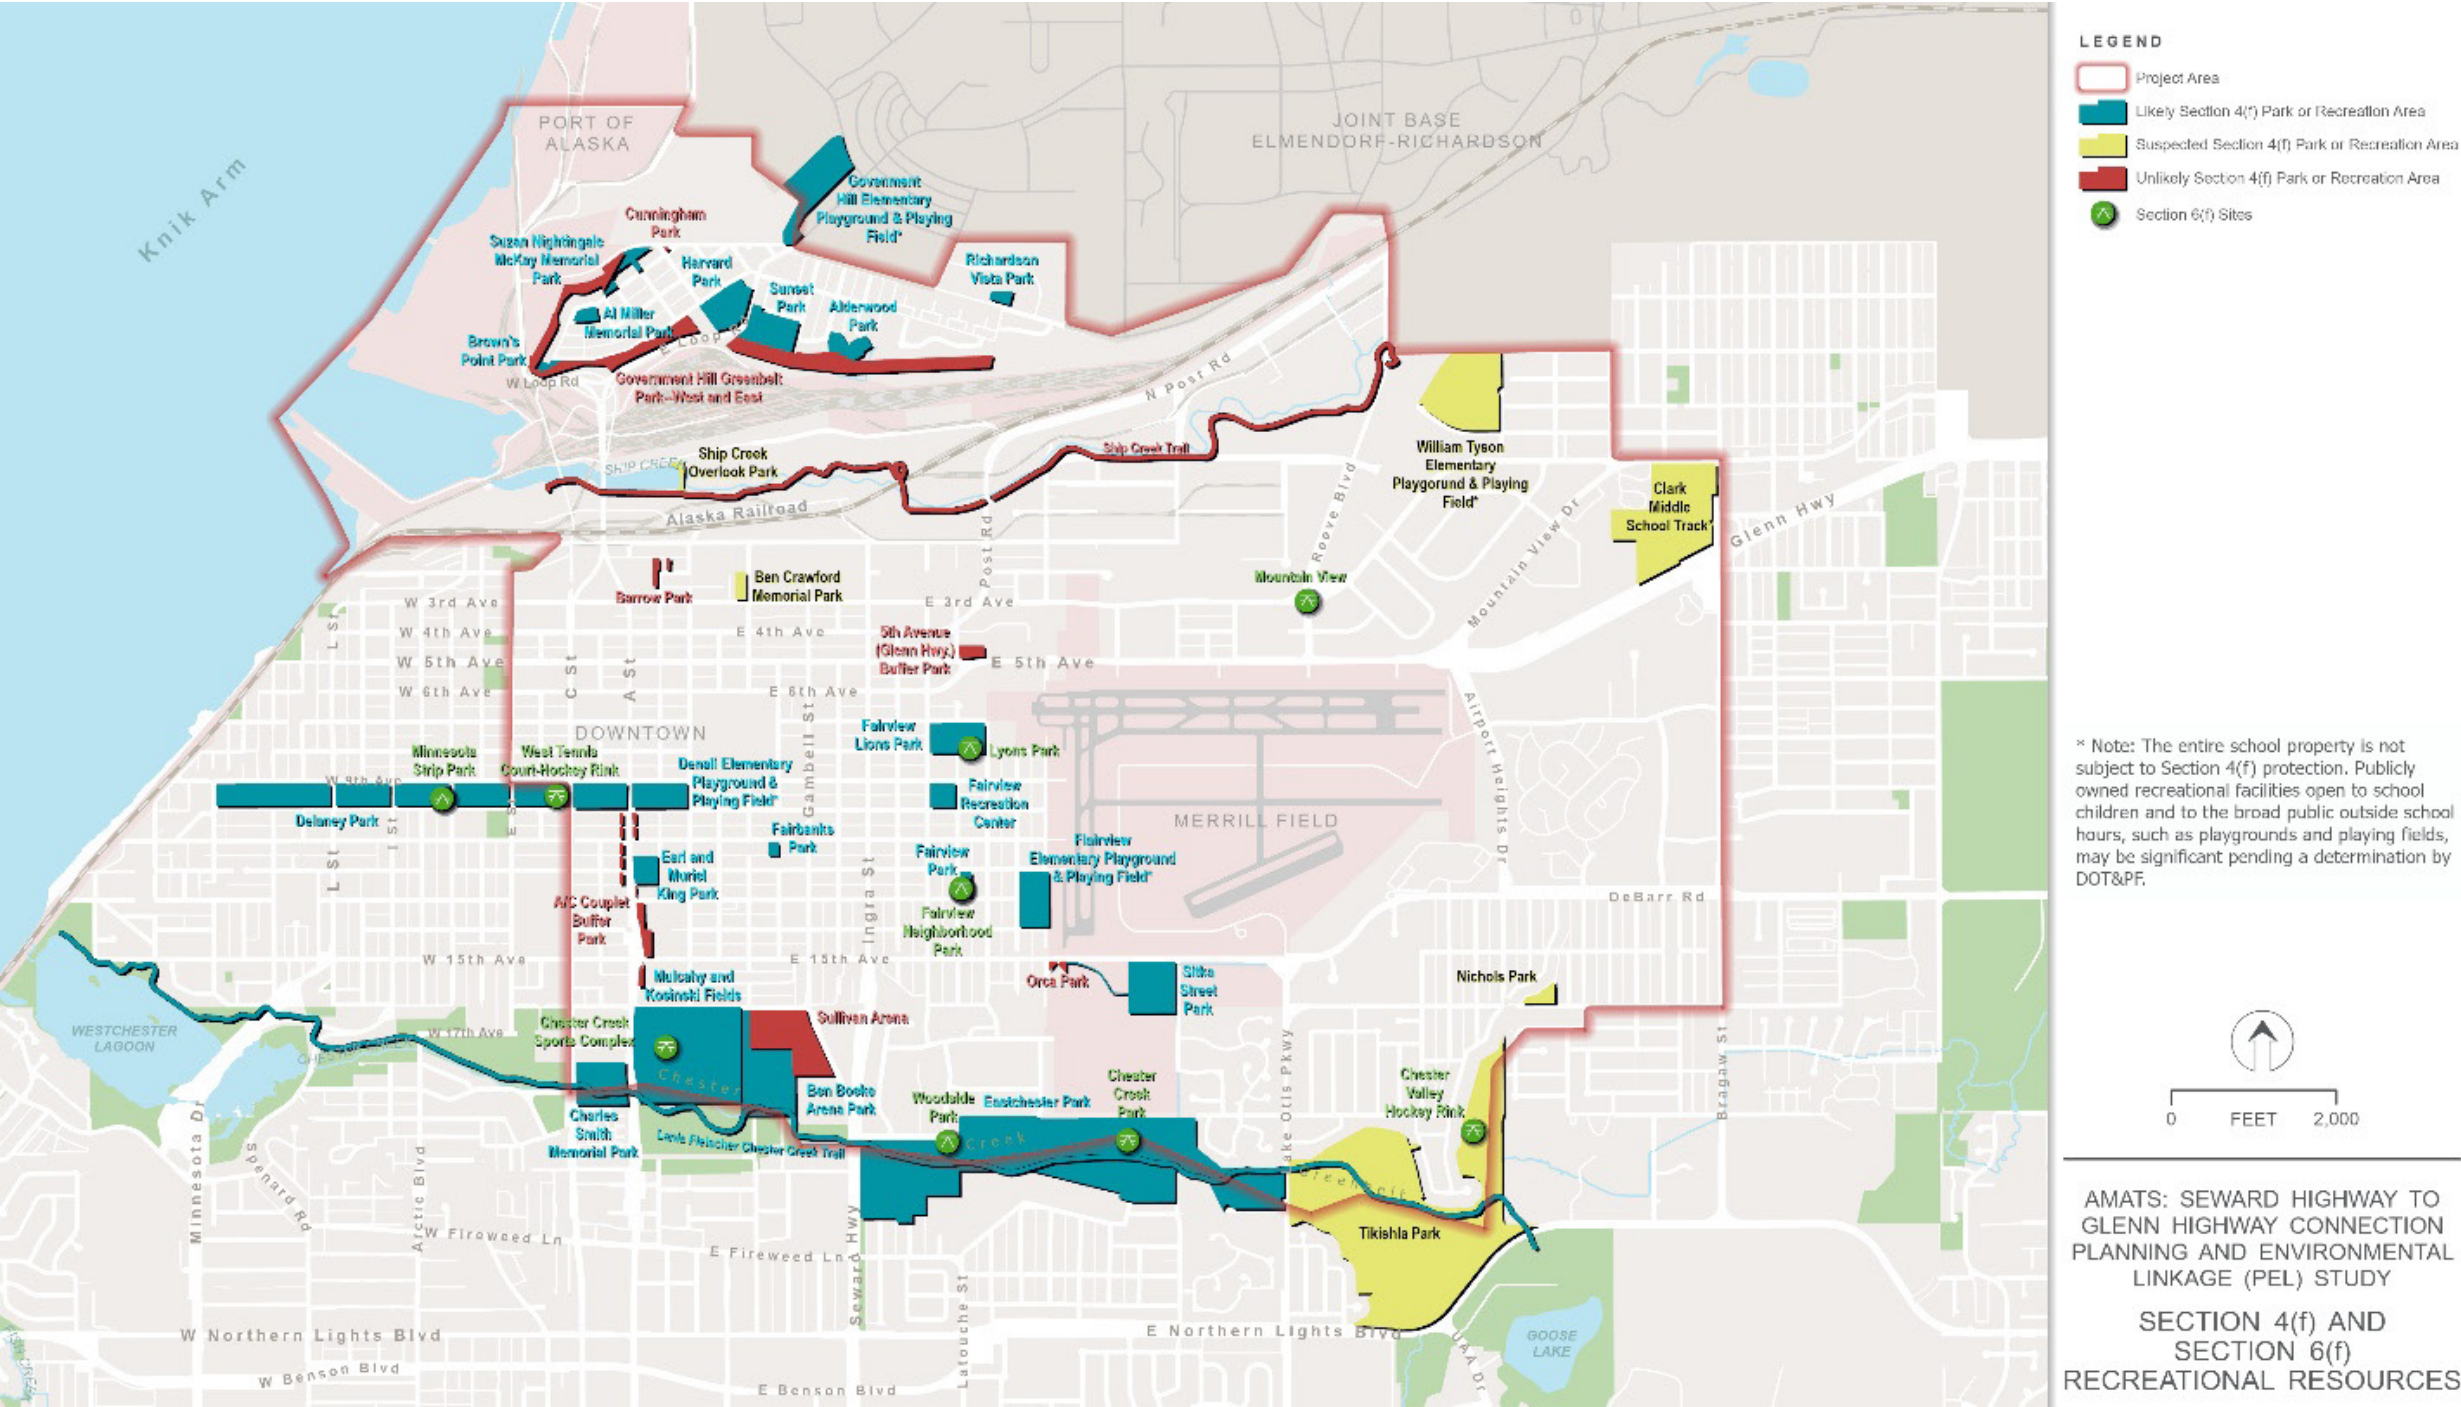 PORT OF
ALASKA
JOINT BASE
ELMENDORF-RICHARDSON
Knik Arm
Govenment
Hill Elementary
Playground & Playing
Field*
Cunningham
Park
Suzan Nightingale
McKay Memorial
Park
Harvard
Park
Sunset
Park
Alderwood
Park
Richardson
Vista Park
Al Miller
Memorial Park
E Loop Rd
Brown's
Point Park
W Loop Rd
Government Hill Greenbelt
Park--West and East
N Post Rd
Ship Creek Trail
SHIP CREEK
Ship Creek
Overlook Park
Alaska Railroad
William Tyson
Elementary
Playgorund & Playing
Field*
Clark
Middle
School Track*
Glenn Hwy
Reeve Blvd
Mountain View Dr
Post Rd
Mountain View
Barrow Park
Ben Crawford
Memorial Park
W 3rd Ave
E 3rd Ave
W 4th Ave
E 4th Ave
L St
5th Avenue
(Glenn Hwy.)
Buffer Park
W 5th Ave
E 5th Ave
W 6th Ave
E 6th Ave
C St
A St
DOWNTOWN
Gambell St
Airport Heights Dr
Fairview
Lions Park
Lyons Park
Minnesota
Strip Park
West Tennis
Court-Hockey Rink
Denali Elementary
Playground &
Playing Field*
W 9th Ave
Delaney Park
I St
E St
L St
Fairview
Recreation
Center
MERRILL FIELD
Fairbanks
Park
Earl and
Muriel
King Park
Fairview
Park
Flairview
Elementary Playground
& Playing Field*
Fairview
Neighborhood
Park
Ingra St
A/C Couplet
Buffer
Park
DeBarr Rd
W 15th Ave
E 15th Ave
Mulcahy and
Kosinski Fields
Orca Park
Sitka
Street
Park
Nichols Park
Sullivan Arena
Chester Creek
Sports Complex
WESTCHESTER
LAGOON
W 17th Ave
Chester
Ben Boeke
Arena Park
Charles
Smith
Memorial Park
Lanie Fleischer Chester Creek Trail
Woodside
Park
Eastchester Park
Chester
Creek
Park
Creek
Chester
Valley
Hockey Rink
Greenbelt
Tikishla Park
Lake Otis Pkwy
Bragaw St
Minnesota Dr
Spenard Rd
Arctic Blvd
W Fireweed Ln
E Fireweed Ln
Seward Hwy
Latouche St
W Northern Lights Blvd
E Northern Lights Blvd
W Benson Blvd
E Benson Blvd
UAA Dr
GOOSE
LAKE
FISH CREEK
LEGEND
Project Area
Likely Section 4(f) Park or Recreation Area
Suspected Section 4(f) Park or Recreation Area
Unlikely Section 4(f) Park or Recreation Area
Section 6(f) Sites
* Note: The entire school property is not
subject to Section 4(f) protection. Publicly
owned recreational facilities open to school
children and to the broad public outside school
hours, such as playgrounds and playing fields,
may be significant pending a determination by
DOT&PF.
0 FEET 2,000
AMATS: SEWARD HIGHWAY TO
GLENN HIGHWAY CONNECTION
PLANNING AND ENVIRONMENTAL
LINKAGE (PEL) STUDY
SECTION 4(f) AND
SECTION 6(f)
RECREATIONAL RESOURCES